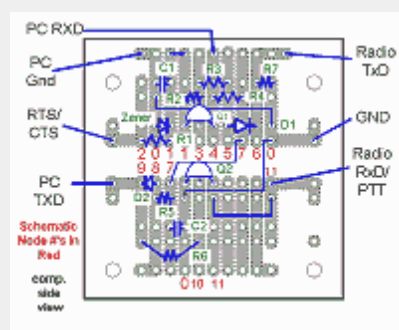 PC RXD
PC
Gnd
Radio
TxD
C1
R3
R7
R2
R4
RTS/
CTS
Zener
Q1
D1
GND
R1
2 0 1 1 3 4 5 7 6 0
9 8 7
11
PC
TXD
D2
Q2
Radio
RxD/
PTT
R5
C2
R6
Schematic
Node #'s in
Red
comp.
side
view
010 11